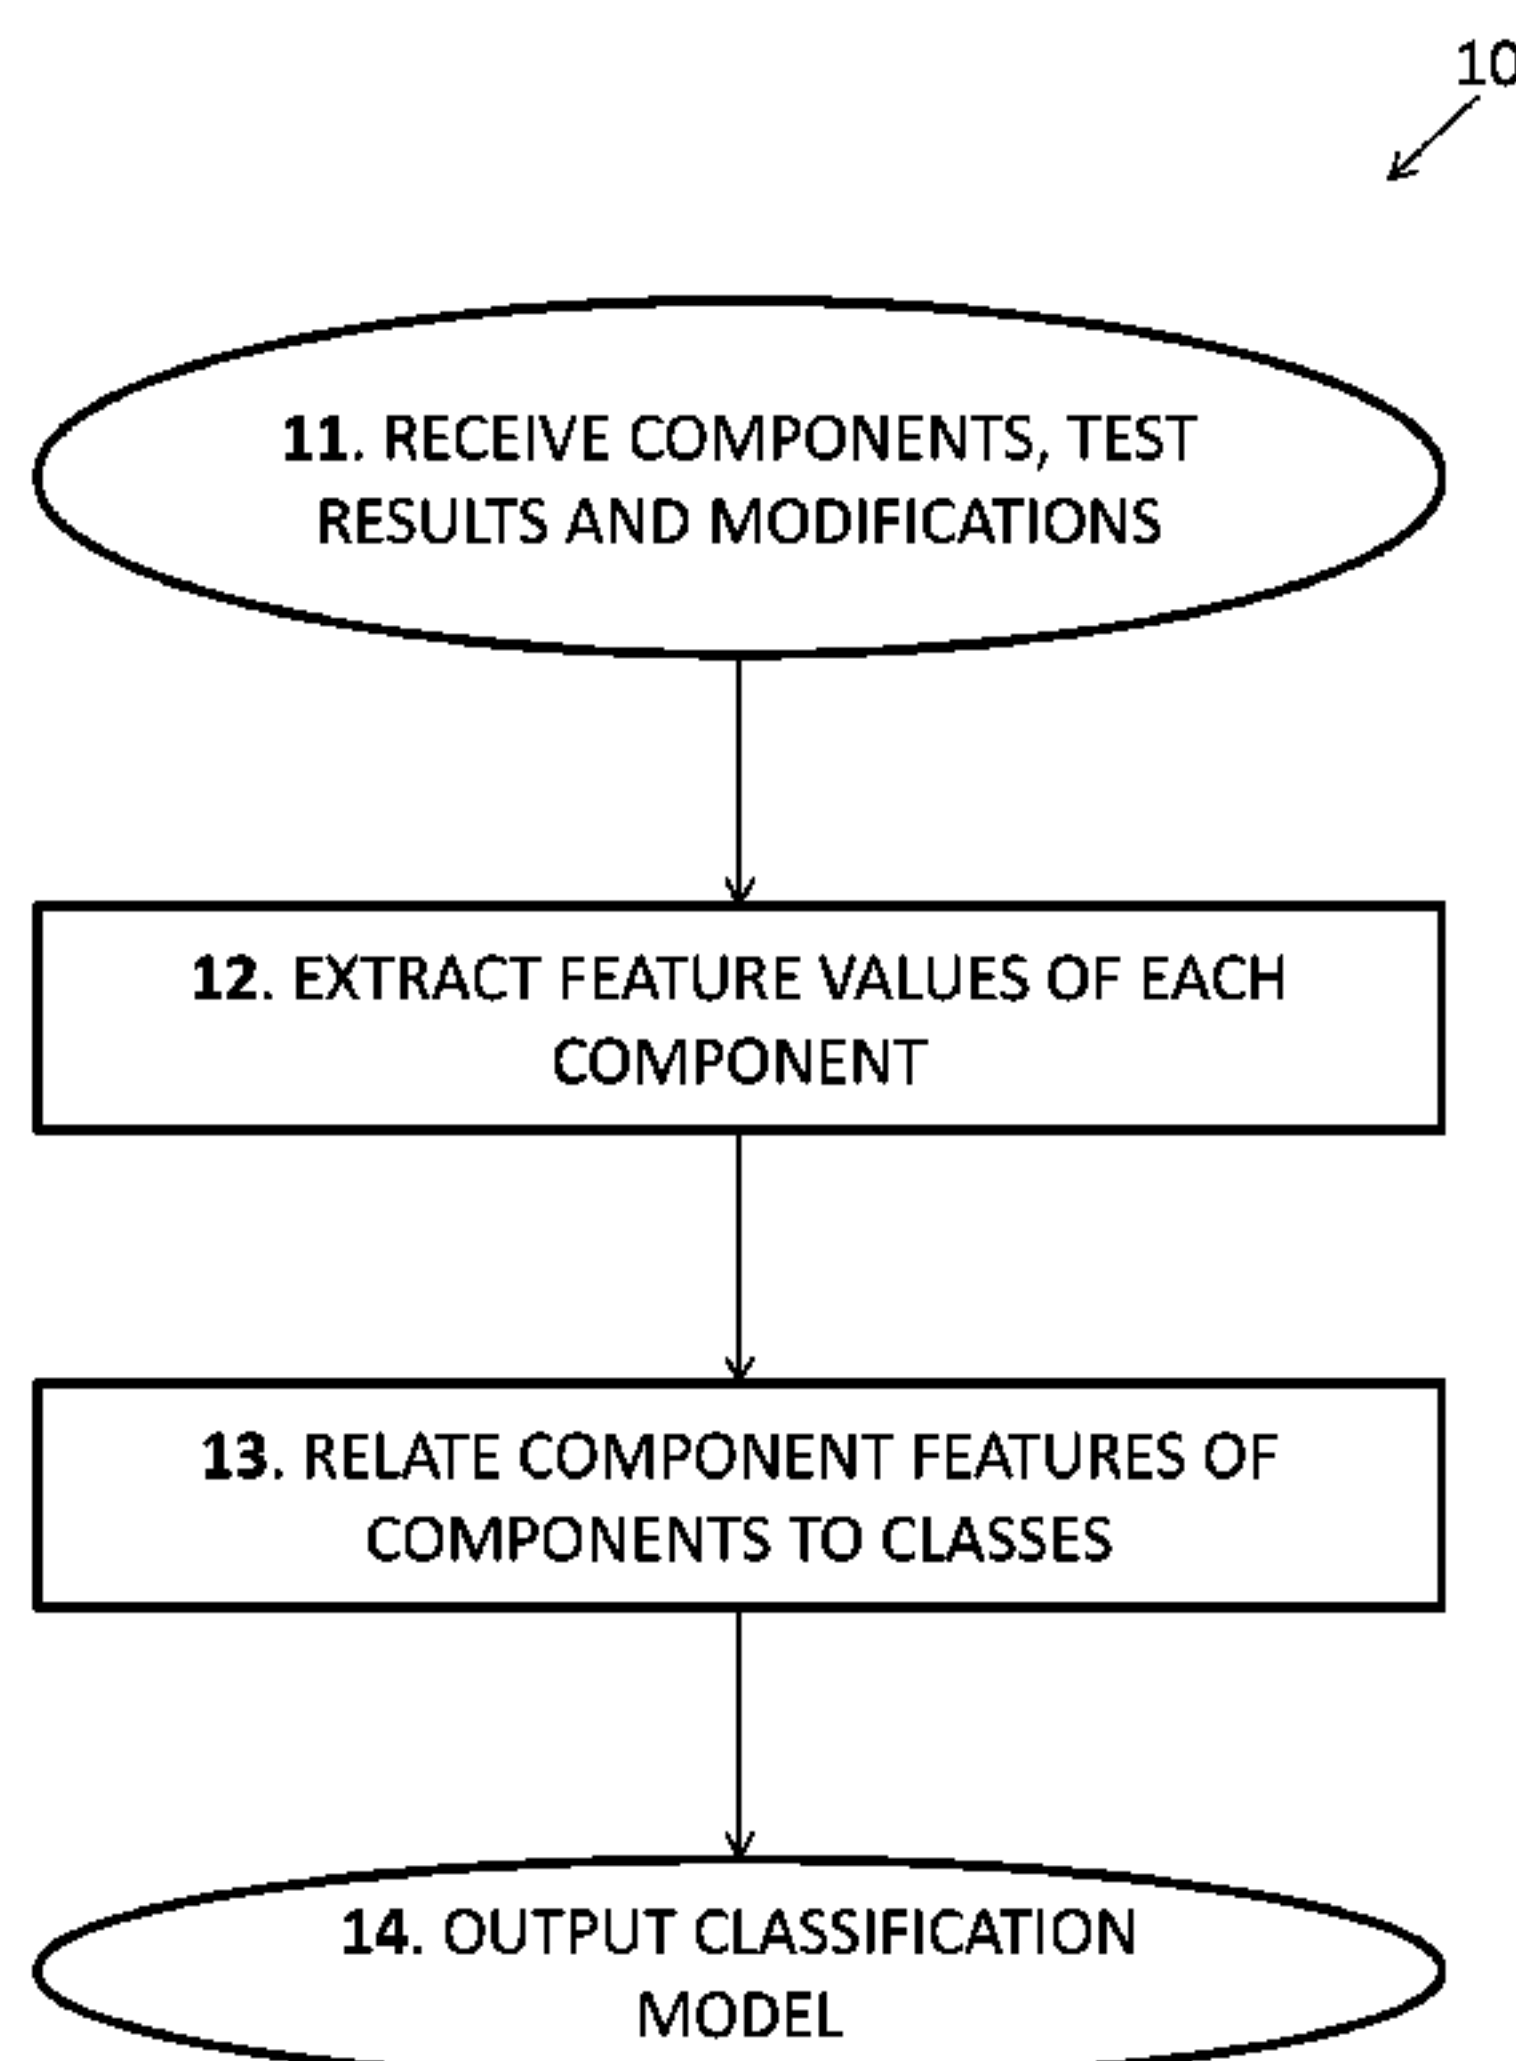 10
11. RECEIVE COMPONENTS, TEST
RESULTS AND MODIFICATIONS
12. EXTRACT FEATURE VALUES OF EACH
COMPONENT
13. RELATE COMPONENT FEATURES OF
COMPONENTS TO CLASSES
14. OUTPUT CLASSIFICATION
MODEL